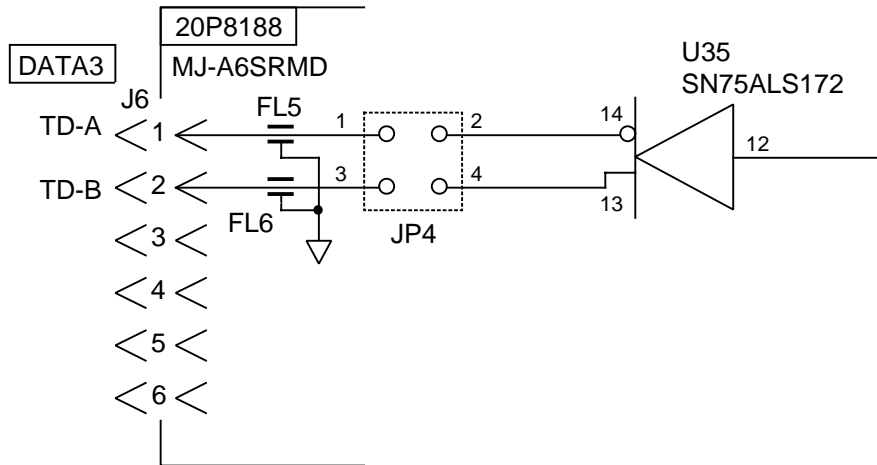 20P8188
DATA3
MJ-A6SRMD
U35
SN75ALS172
J6
FL5
TD-A
1
1
2
14
12
TD-B
2
3
4
13
FL6
JP4
3
4
5
6